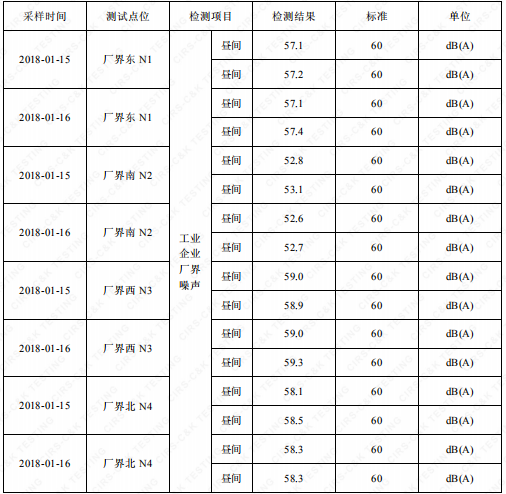 采样时间 测试点位 检测项目 检测结果 标准 单位
2018-01-15 厂界东 N1 昼间 57.1 60 dB(A)
昼间 57.2 60 dB(A)
2018-01-16 厂界东 N1 昼间 57.1 60 dB(A)
昼间 57.4 60 dB(A)
2018-01-15 厂界南 N2 昼间 52.8 60 dB(A)
昼间 53.1 60 dB(A)
2018-01-16 厂界南 N2 昼间 52.6 60 dB(A)
昼间 52.7 60 dB(A)
工业
企业
厂界
噪声
2018-01-15 厂界西 N3 昼间 59.0 60 dB(A)
昼间 58.9 60 dB(A)
2018-01-16 厂界西 N3 昼间 59.0 60 dB(A)
昼间 59.3 60 dB(A)
2018-01-15 厂界北 N4 昼间 58.1 60 dB(A)
昼间 58.5 60 dB(A)
2018-01-16 厂界北 N4 昼间 58.3 60 dB(A)
昼间 58.3 60 dB(A)